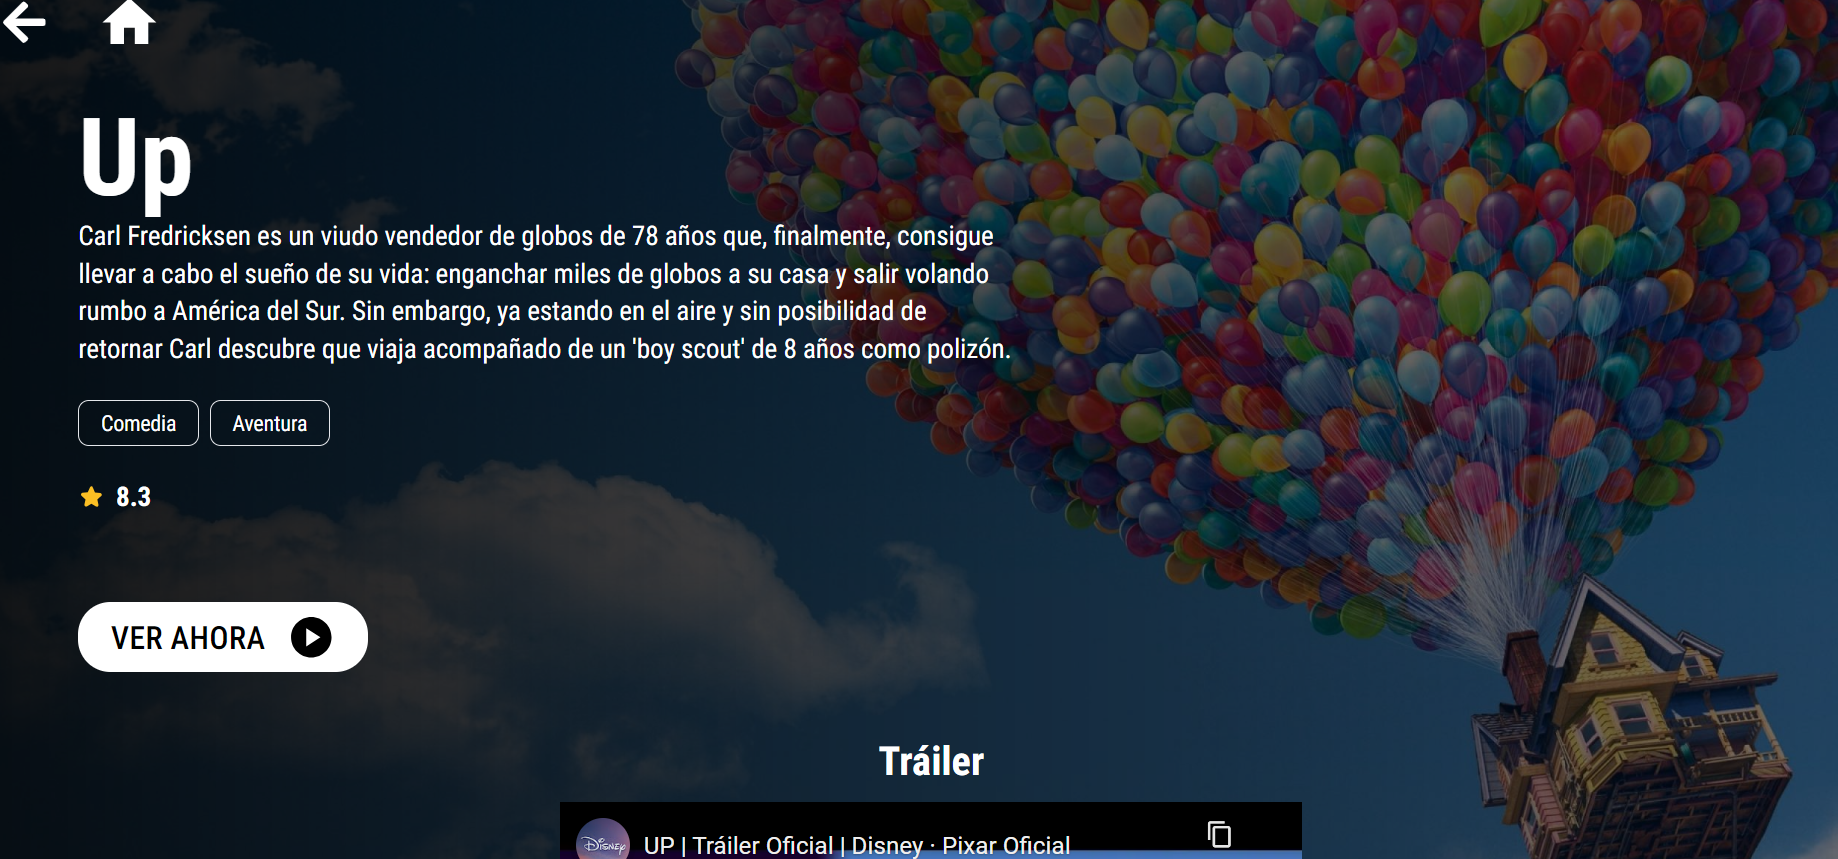 Up
Carl Fredricksen es un viudo vendedor de globos de 78 años que, finalmente, consigue
llevar a cabo el sueño de su vida: enganchar miles de globos a su casa y salir volando
rumbo a América del Sur. Sin embargo, ya estando en el aire y sin posibilidad de
retornar Carl descubre que viaja acompañado de un 'boy scout' de 8 años como polizón.
Comedia Aventura
8.3
VER AHORA
Tráiler
DISNEY UP | Tráiler Oficial | Disney · Pixar Oficial